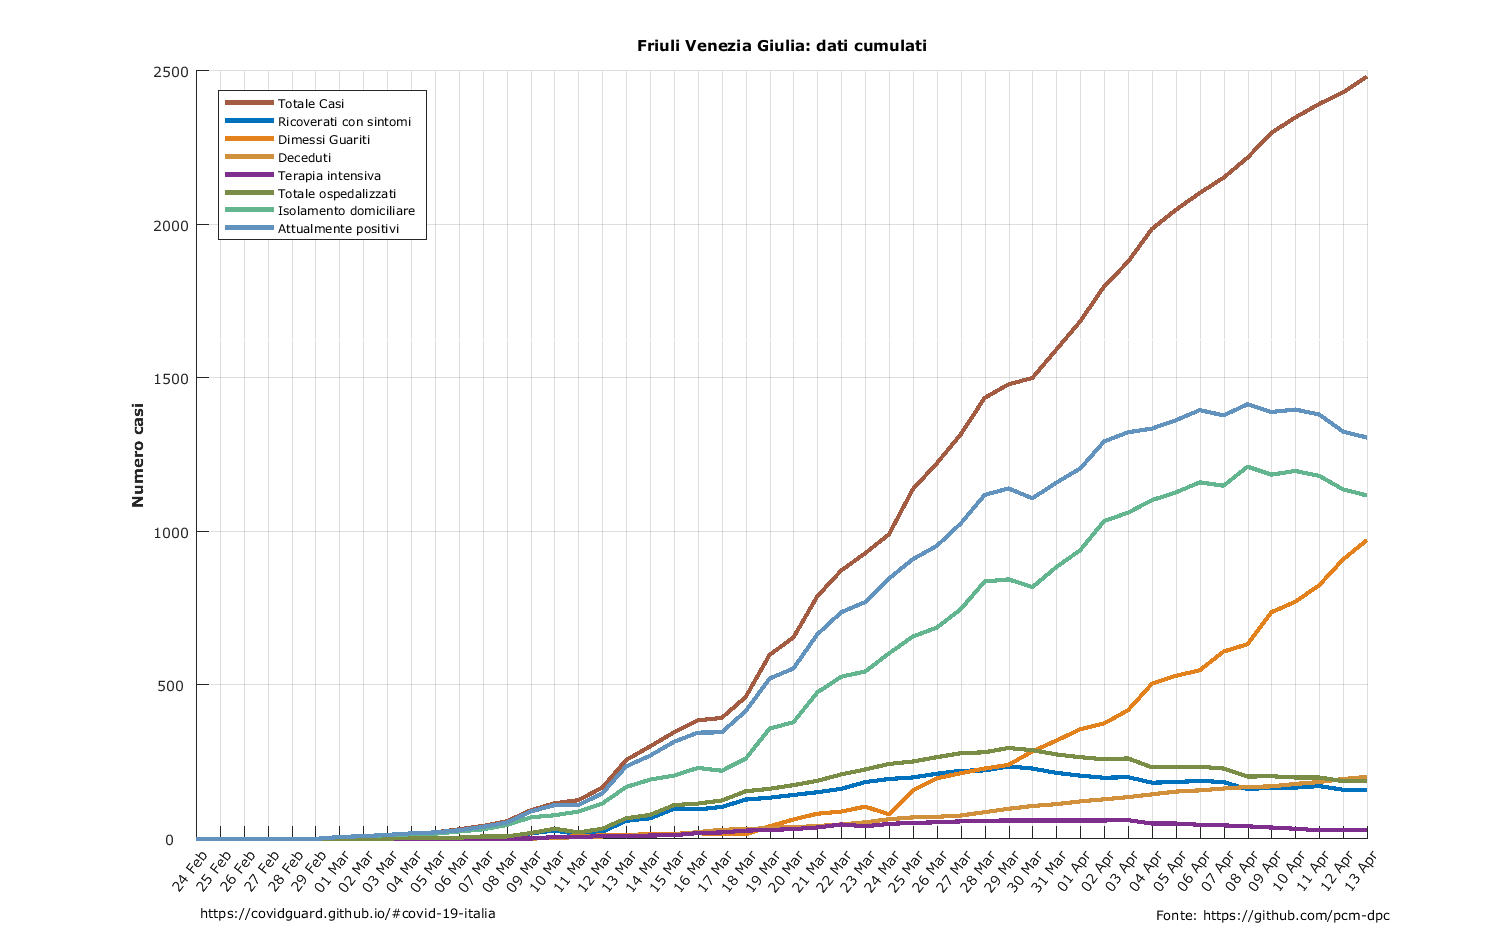 Friuli Venezia Giulia: dati cumulati
2500
2000
1500
1000
500
0
Numero casi
Totale Casi
Ricoverati con sintomi
Dimessi Guariti
Deceduti
Terapia intensiva
Totale ospedalizzati
Isolamento domiciliare
Attualmente positivi
24 Feb
25 Feb
26 Feb
27 Feb
28 Feb
29 Feb
01 Mar
02 Mar
03 Mar
04 Mar
05 Mar
06 Mar
07 Mar
08 Mar
09 Mar
10 Mar
11 Mar
12 Mar
13 Mar
14 Mar
15 Mar
16 Mar
17 Mar
18 Mar
19 Mar
20 Mar
21 Mar
22 Mar
23 Mar
24 Mar
25 Mar
26 Mar
27 Mar
28 Mar
29 Mar
30 Mar
31 Mar
01 Apr
02 Apr
03 Apr
04 Apr
05 Apr
06 Apr
07 Apr
08 Apr
09 Apr
10 Apr
11 Apr
12 Apr
13 Apr
https://covidguard.github.io/#covid-19-italia
Fonte: https://github.com/pcm-dpc